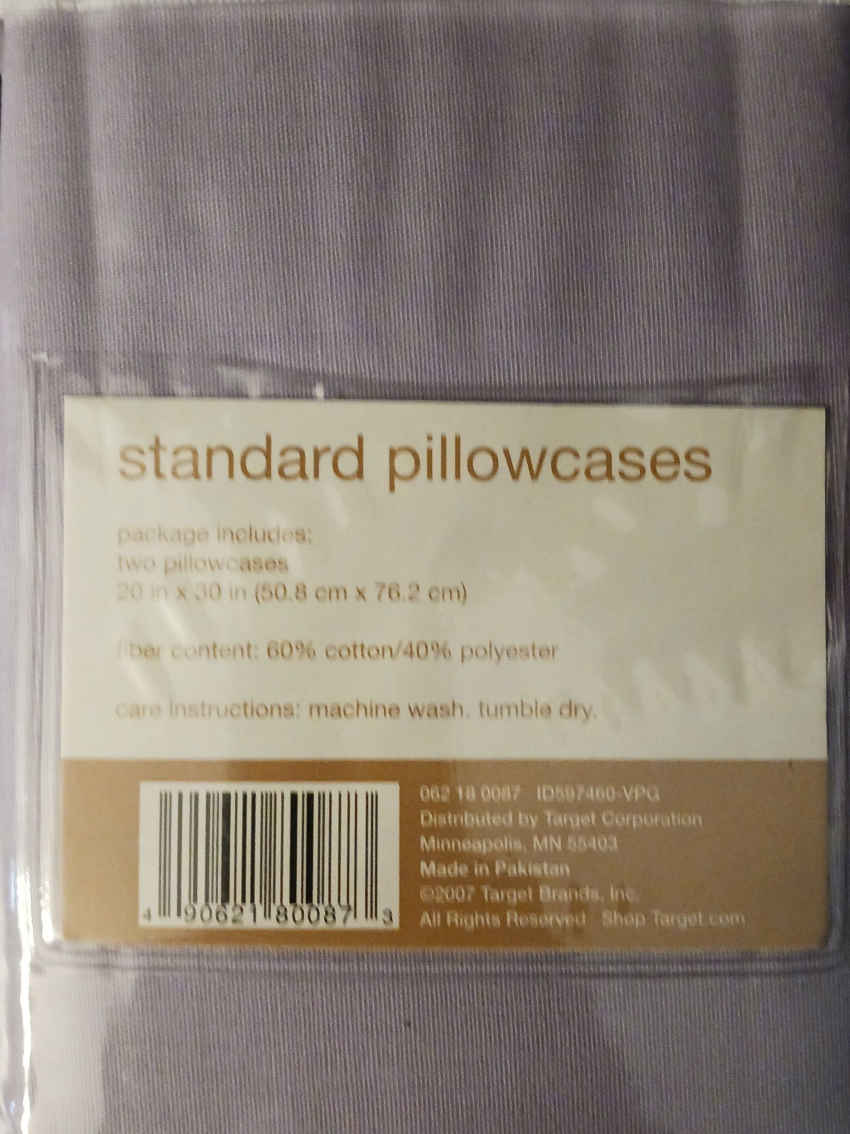 standard pillowcases
package includes:
two pillowcases
20 in x 30 in (50.8 cm x 76.2 cm)
fiber content: 60% cotton/40% polyester
care instructions: machine wash. tumble dry.
4 90621 80087 3
062 18 0087 ID597460-VPG
Distributed by Target Corporation
Minneapolis, MN 55403
Made in Pakistan
©2007 Target Brands, Inc.
All Rights Reserved Shop Target.com